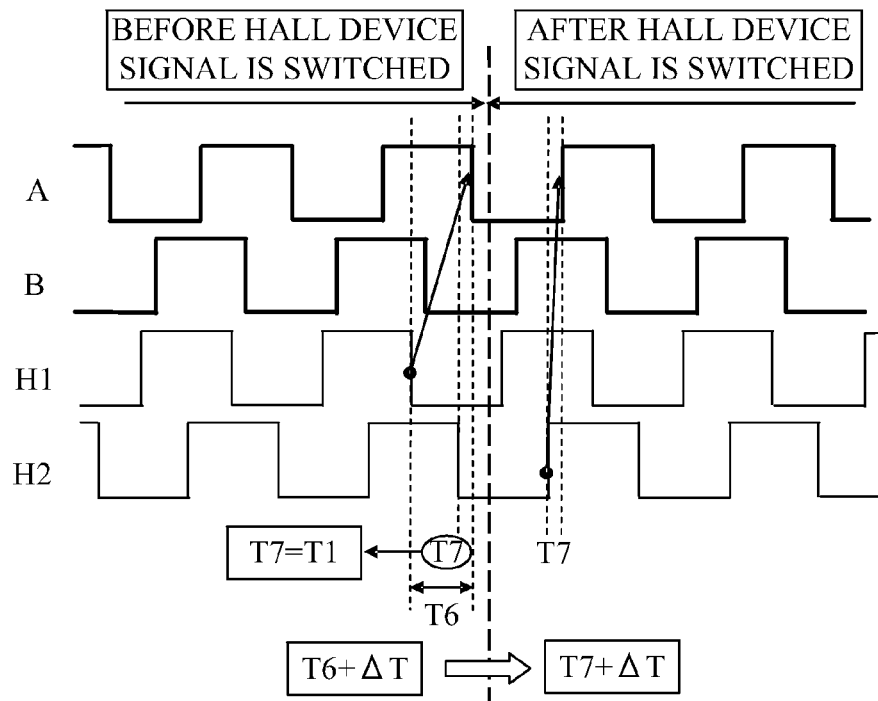 BEFORE HALL DEVICE
SIGNAL IS SWITCHED
AFTER HALL DEVICE
SIGNAL IS SWITCHED
A
B
H1
H2
T7=T1
T7
T7
T6
T6+ΔT
T7+ΔT